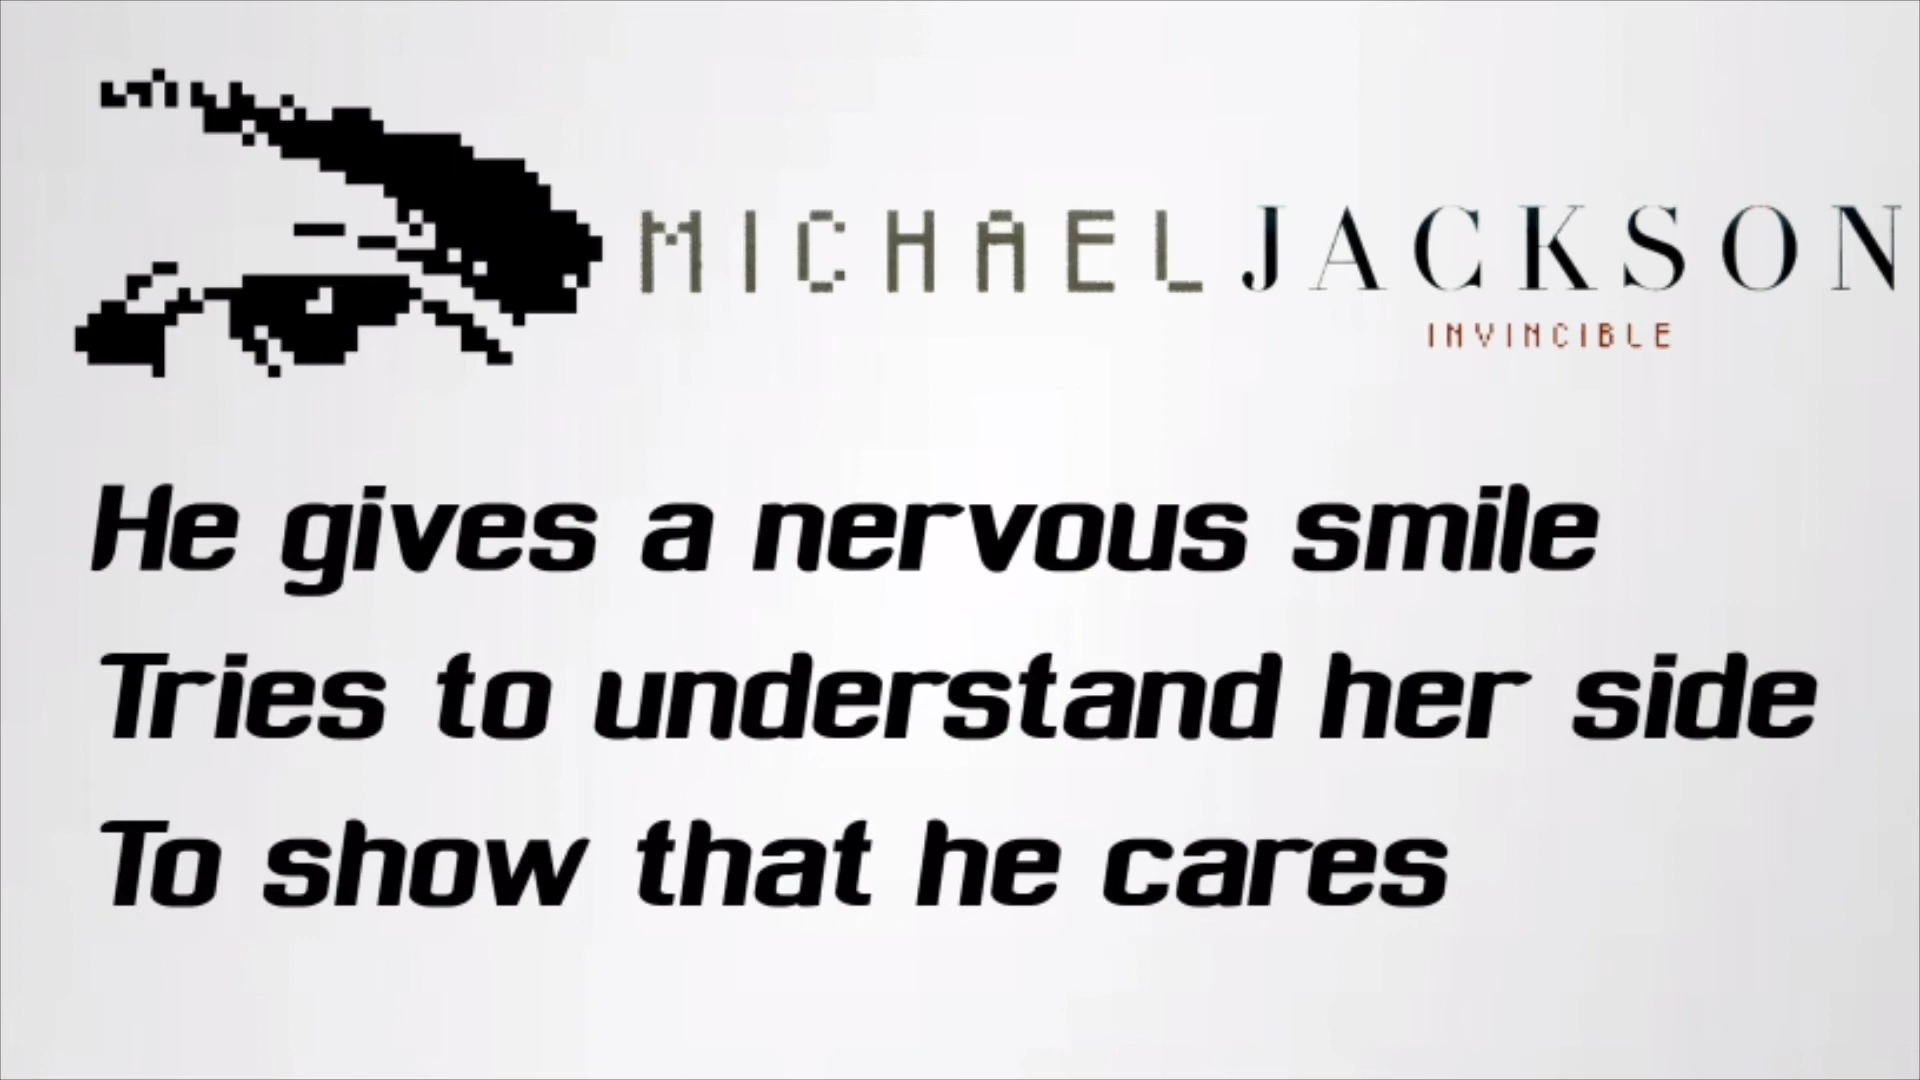 MICHAEL JACKSON
INVINCIBLE
He gives a nervous smile
Tries to understand her side
To show that he cares